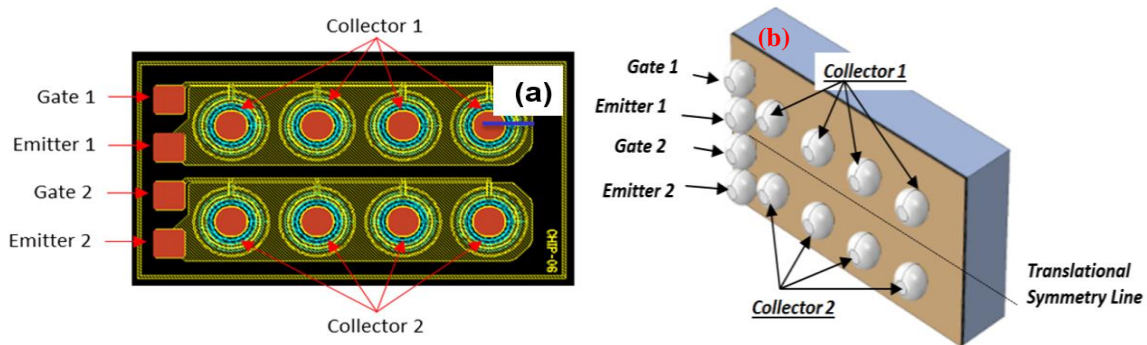 Collector 1
(a)
Gate 1
Emitter 1
Gate 2
Emitter 2
CHIP-06
Collector 2
(b)
Gate 1
Collector 1
Emitter 1
Gate 2
Emitter 2
Translational
Symmetry Line
Collector 2